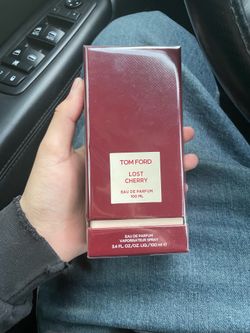 TOM FORD
LOST
CHERRY
EAU DE PARFUM
100 ML
EAU DE PARFUM
VAPORISATEUR SPRAY
3.4 FL. OZ./OZ. LIQ./100 ml ℮